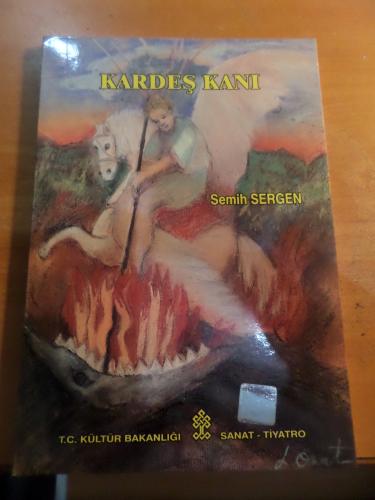 KARDEŞ KANI
Semih SERGEN
T.C. KÜLTÜR BAKANLIĞI SANAT - TİYATRO